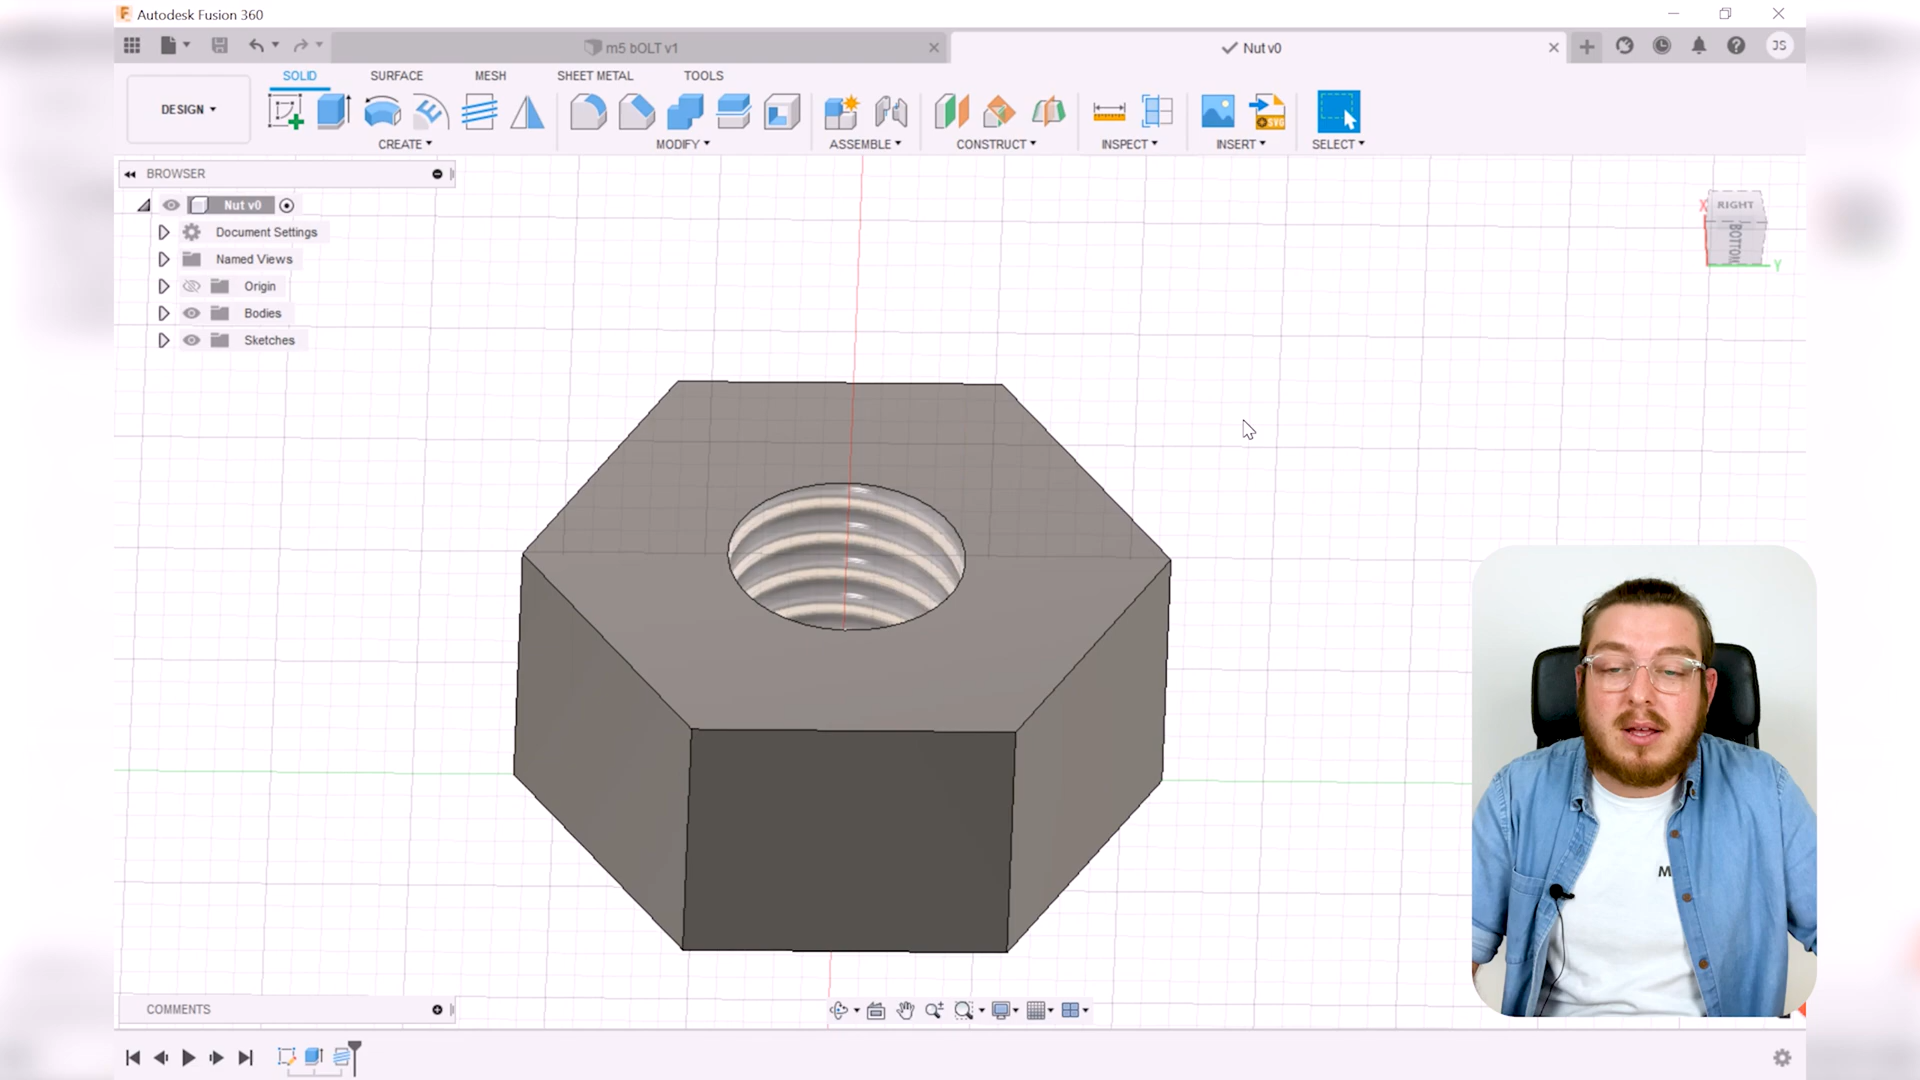 Autodesk Fusion 360
m5 bOLT v1
Nut v0
JS
SOLID
SURFACE
MESH
SHEET METAL
TOOLS
DESIGN
CREATE
MODIFY
ASSEMBLE
CONSTRUCT
INSPECT
INSERT
SELECT
BROWSER
Nut v0
Document Settings
Named Views
Origin
Bodies
Sketches
X
RIGHT
BOTTOM
Y
M
COMMENTS